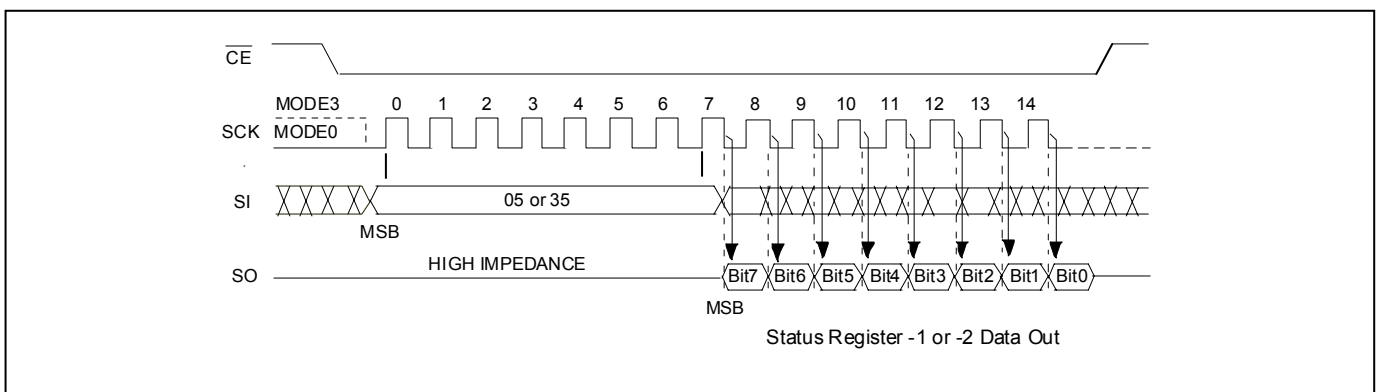 CE
MODE3 0 1 2 3 4 5 6 7 8 9 10 11 12 13 14
SCK MODE0
SI 05 or 35
MSB
SO HIGH IMPEDANCE Bit7 Bit6 Bit5 Bit4 Bit3 Bit2 Bit1 Bit0
MSB
Status Register -1 or -2 Data Out